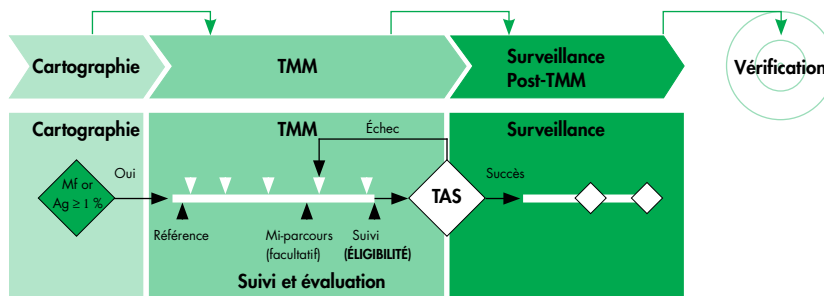 Cartographie
TMM
Surveillance
Post-TMM
Vérification
Cartographie
TMM
Surveillance
Échec
Mf or
Ag ≥ 1 %
Oui
TAS
Succès
Référence
Mi-parcours
(facultatif)
Suivi
(ÉLIGIBILITÉ)
Suivi et évaluation